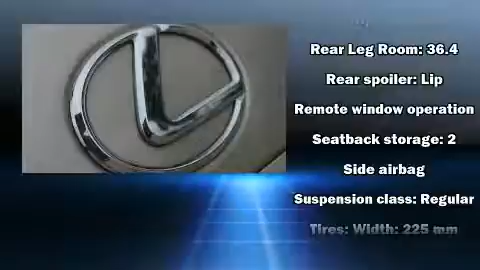 Rear Leg Room: 36.4
Rear spoiler: Lip
Remote window operation
Seatback storage: 2
Side airbag
Suspension class: Regular
Tires: Width: 225 mm